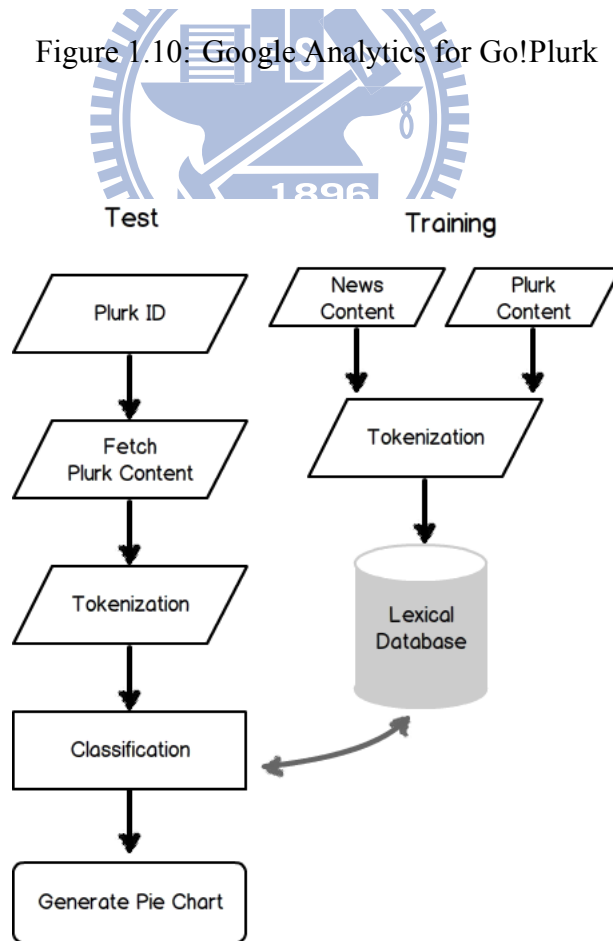 Figure 1.10: Google Analytics for Go!Plurk
1896
Test
Training
Plurk ID
News
Content
Plurk
Content
Fetch
Plurk Content
Tokenization
Tokenization
Lexical
Database
Classification
Generate Pie Chart